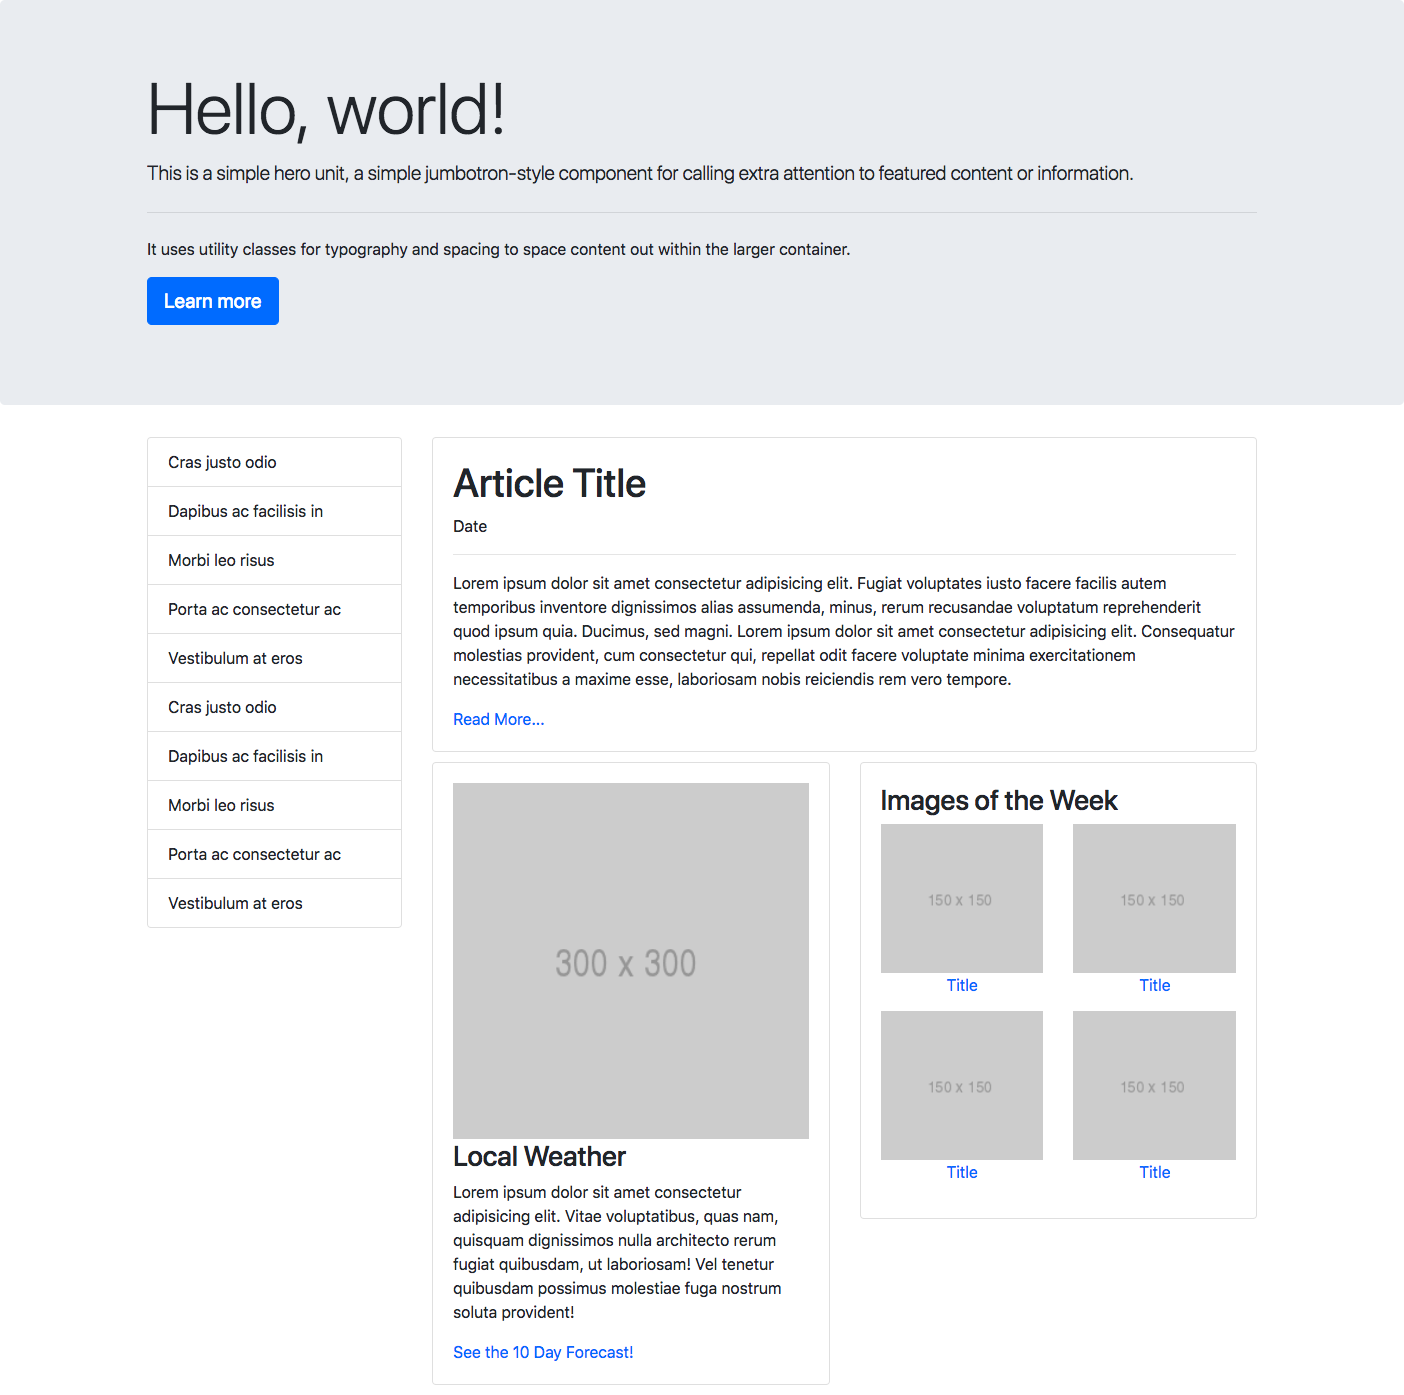 Hello, world!
This is a simple hero unit, a simple jumbotron-style component for calling extra attention to featured content or information.
It uses utility classes for typography and spacing to space content out within the larger container.
Learn more
Cras justo odio
Dapibus ac facilisis in
Morbi leo risus
Porta ac consectetur ac
Vestibulum at eros
Cras justo odio
Dapibus ac facilisis in
Morbi leo risus
Porta ac consectetur ac
Vestibulum at eros
Article Title
Date
Lorem ipsum dolor sit amet consectetur adipisicing elit. Fugiat voluptates iusto facere facilis autem
temporibus inventore dignissimos alias assumenda, minus, rerum recusandae voluptatum reprehenderit
quod ipsum quia. Ducimus, sed magni. Lorem ipsum dolor sit amet consectetur adipisicing elit. Consequatur
molestias provident, cum consectetur qui, repellat odit facere voluptate minima exercitationem
necessitatibus a maxime esse, laboriosam nobis reiciendis rem vero tempore.
Read More...
300 x 300
Local Weather
Lorem ipsum dolor sit amet consectetur
adipisicing elit. Vitae voluptatibus, quas nam,
quisquam dignissimos nulla architecto rerum
fugiat quibusdam, ut laboriosam! Vel tenetur
quibusdam possimus molestiae fuga nostrum
soluta provident!
See the 10 Day Forecast!
Images of the Week
150 x 150
150 x 150
Title
Title
150 x 150
150 x 150
Title
Title